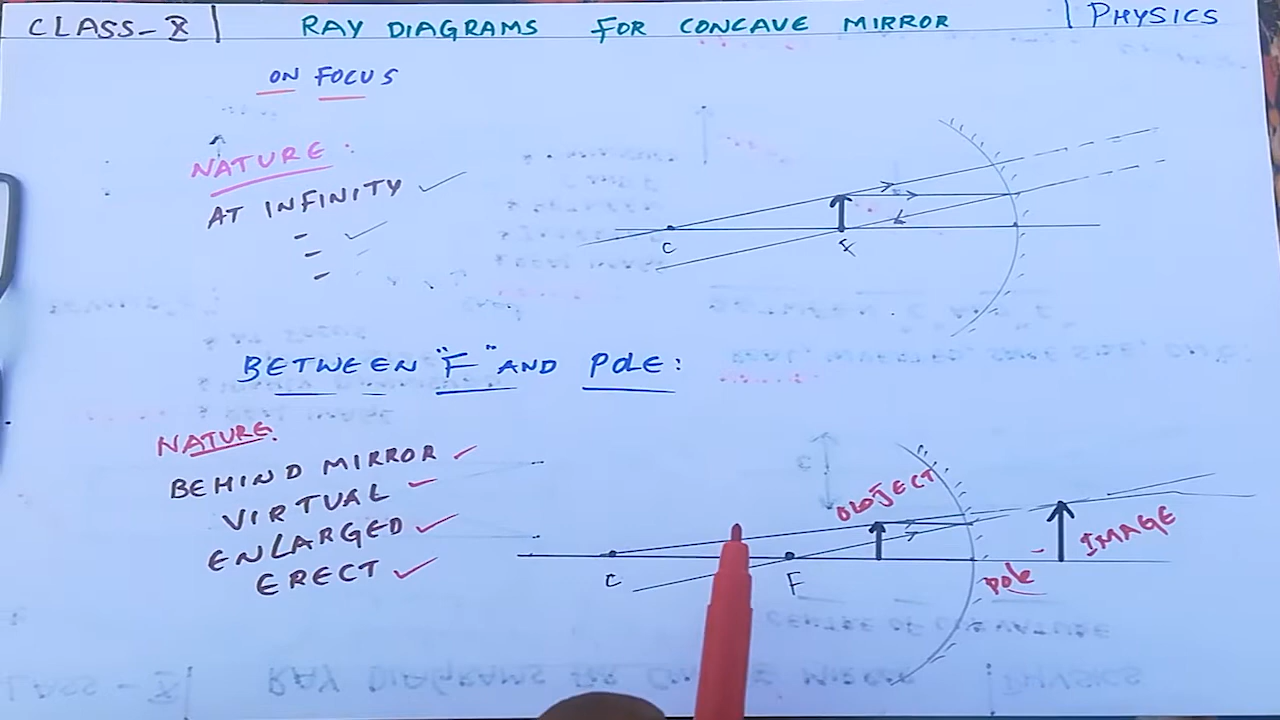 CLASS-X
RAY DIAGRAMS FOR CONCAVE MIRROR
PHYSICS
ON FOCUS
NATURE:
AT INFINITY
C
F
BETWEEN "F" AND POLE:
NATURE
BEHIND MIRROR
VIRTUAL
ENLARGED
ERECT
OBJECT
IMAGE
C
F
Pole